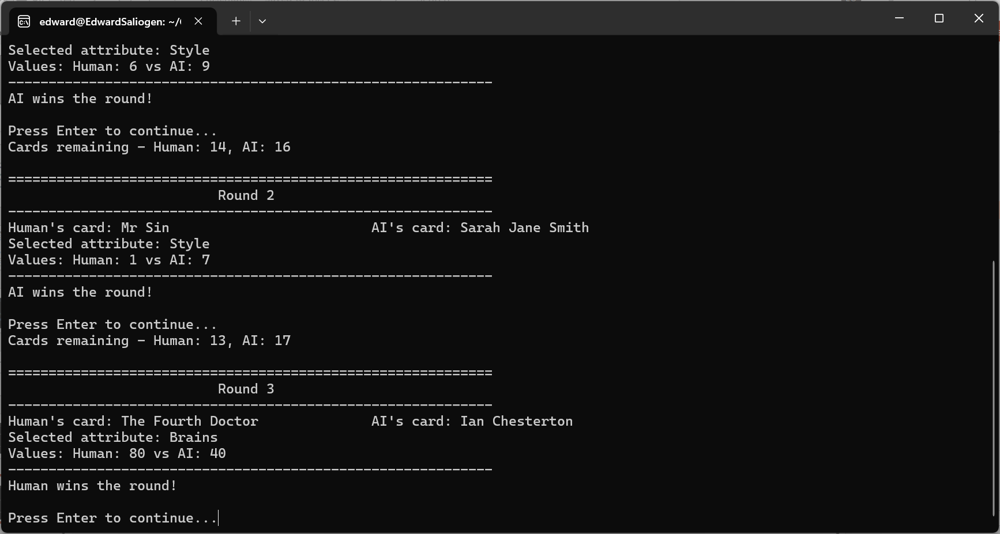 edward@EdwardSaliogen: ~/
Selected attribute: Style
Values: Human: 6 vs AI: 9
------------------------------------------------------------
AI wins the round!
Press Enter to continue...
Cards remaining - Human: 14, AI: 16
============================================================
Round 2
------------------------------------------------------------
Human's card: Mr Sin                         AI's card: Sarah Jane Smith
Selected attribute: Style
Values: Human: 1 vs AI: 7
------------------------------------------------------------
AI wins the round!
Press Enter to continue...
Cards remaining - Human: 13, AI: 17
============================================================
Round 3
------------------------------------------------------------
Human's card: The Fourth Doctor              AI's card: Ian Chesterton
Selected attribute: Brains
Values: Human: 80 vs AI: 40
------------------------------------------------------------
Human wins the round!
Press Enter to continue...